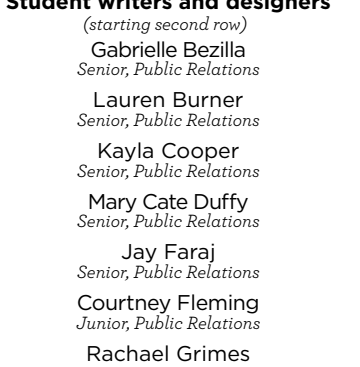 Student writers and designers
(starting second row)
Gabrielle Bezilla
Senior, Public Relations
Lauren Burner
Senior, Public Relations
Kayla Cooper
Senior, Public Relations
Mary Cate Duffy
Senior, Public Relations
Jay Faraj
Senior, Public Relations
Courtney Fleming
Junior, Public Relations
Rachael Grimes